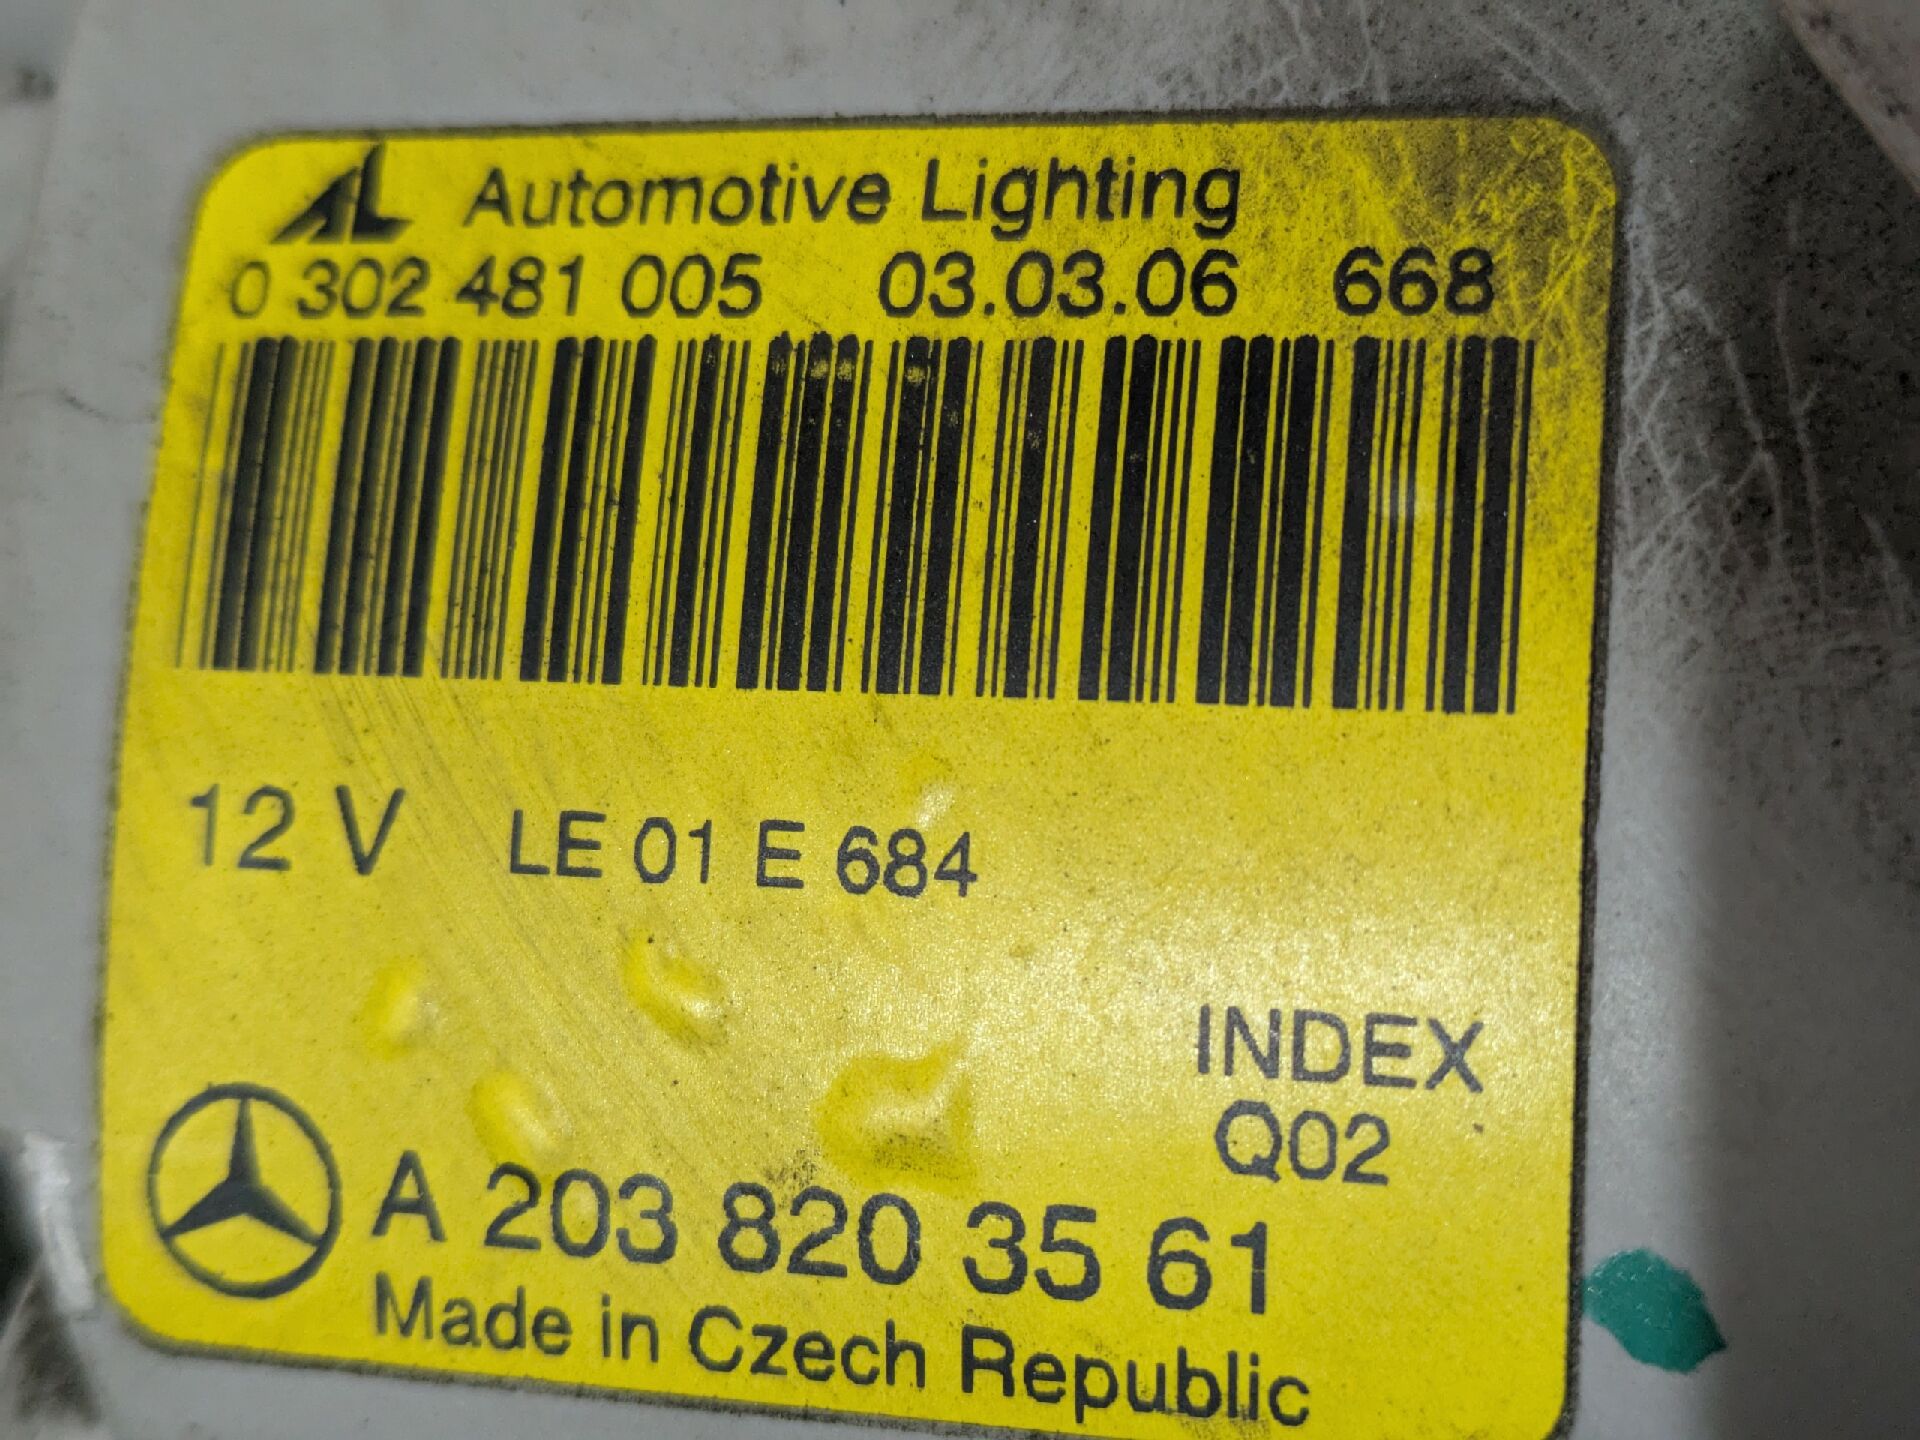 AL Automotive Lighting
0 302 481 005 03.03.06 668
12 V LE 01 E 684
INDEX
Q02
A 203 820 35 61
Made in Czech Republic